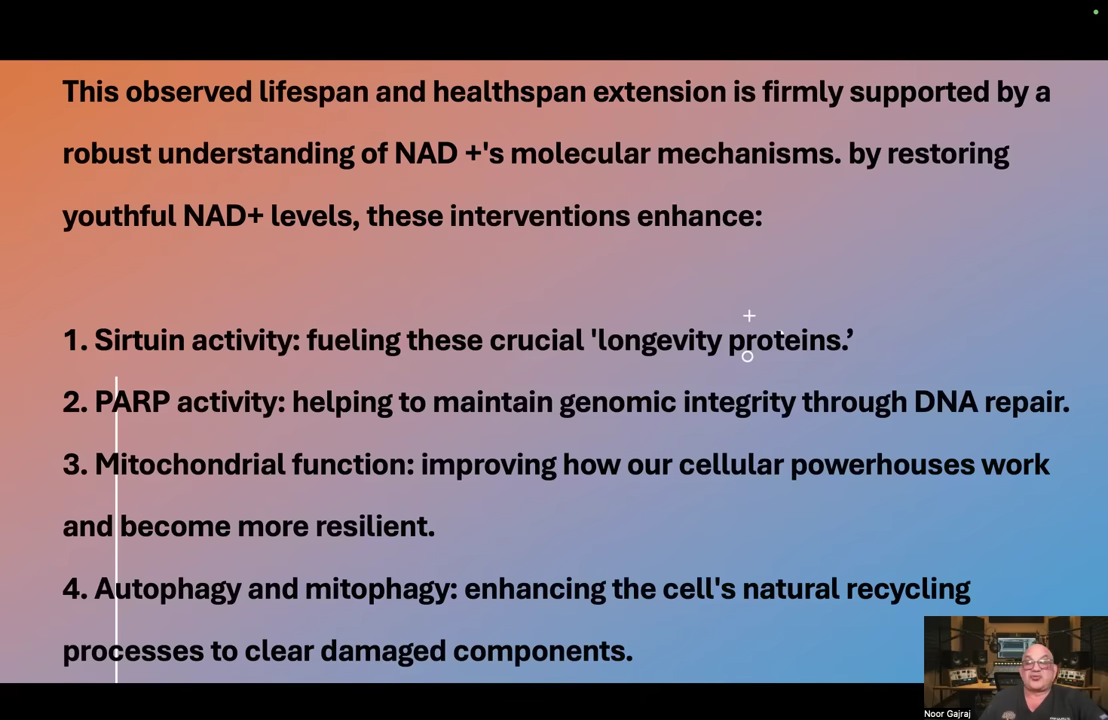 This observed lifespan and healthspan extension is firmly supported by a
robust understanding of NAD +'s molecular mechanisms. by restoring
youthful NAD+ levels, these interventions enhance:
1. Sirtuin activity: fueling these crucial 'longevity proteins.’
2. PARP activity: helping to maintain genomic integrity through DNA repair.
3. Mitochondrial function: improving how our cellular powerhouses work
and become more resilient.
4. Autophagy and mitophagy: enhancing the cell's natural recycling
processes to clear damaged components.
Noor Gajraj